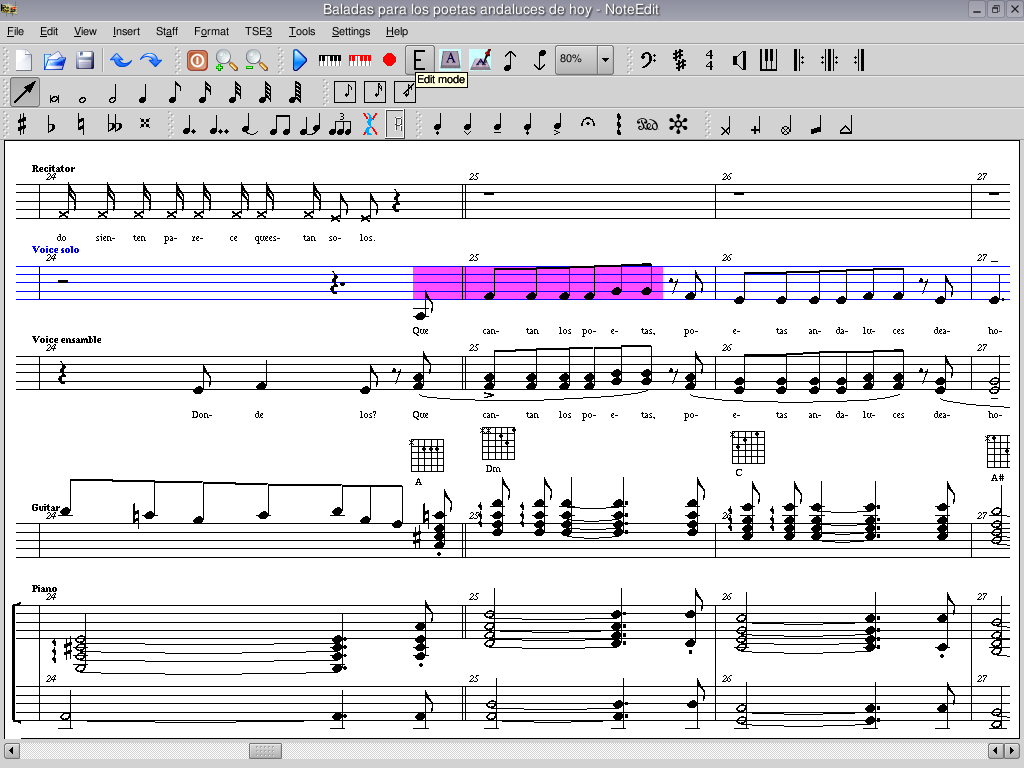 Baladas para los poetas andaluces de hoy - NoteEdit
File Edit View Insert Staff Format TSE3 Tools Settings Help
E A 80%
Edit mode
3
Recitator
24 25 26 27
do sien- ten pa- re- ce quees- tan so- los.
Voice solo
24 25 26 27
Que can- tan los po- e- tas, po- e- tas an- da- lu- ces dea- ho-
Voice ensamble
24 25 26 27
Don- de los? Que can- tan los po- e- tas, po- e- tas an- da- lu- ces dea- ho-
A Dm C A#
Guitar
24 25 26 27
Piano
24 25 26 27
24 25 26 27